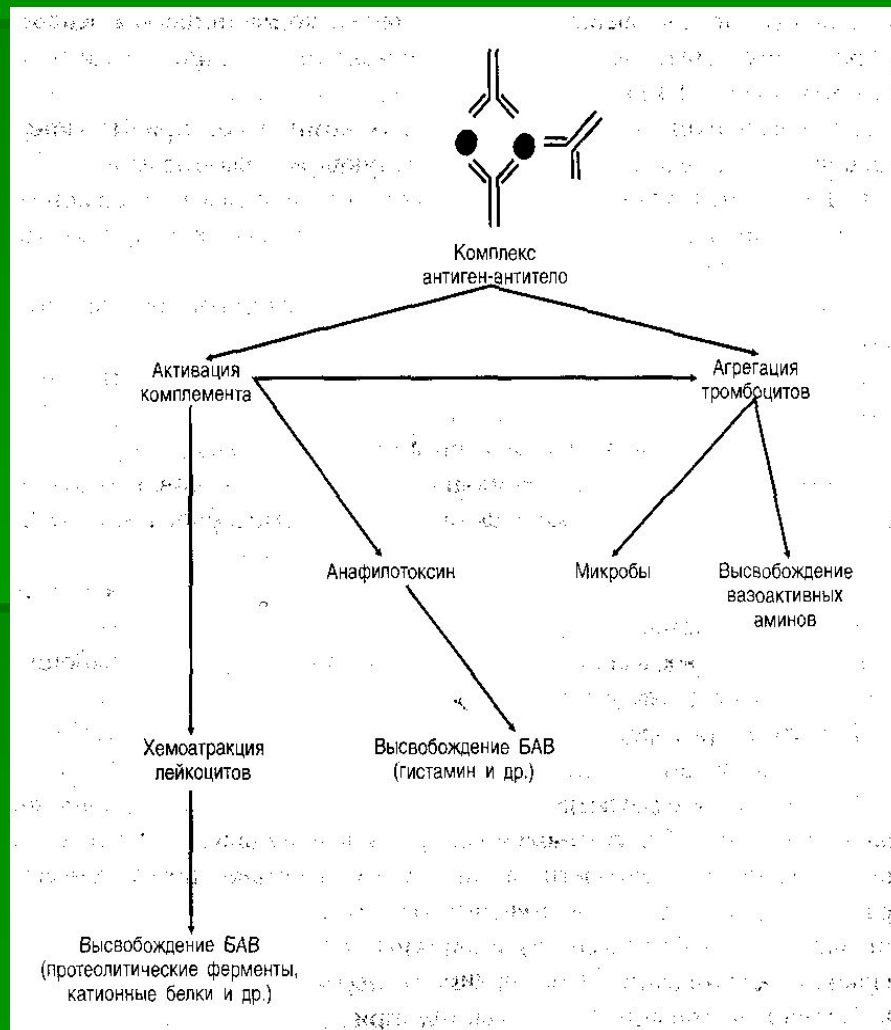 Комплекс
антиген-антитело
Активация
комплемента
Агрегация
тромбоцитов
Анафилотоксин
Микробы
Высвобождение
вазоактивных
аминов
Хемоатракция
лейкоцитов
Высвобождение БАВ
(гистамин и др.)
Высвобождение БАВ
(протеолитические ферменты,
катионные белки и др.)